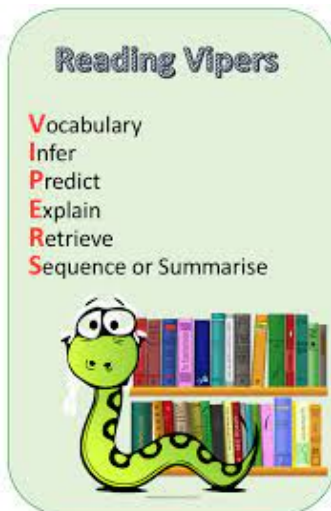 Reading Vipers
Vocabulary
Infer
Predict
Explain
Retrieve
Sequence or Summarise